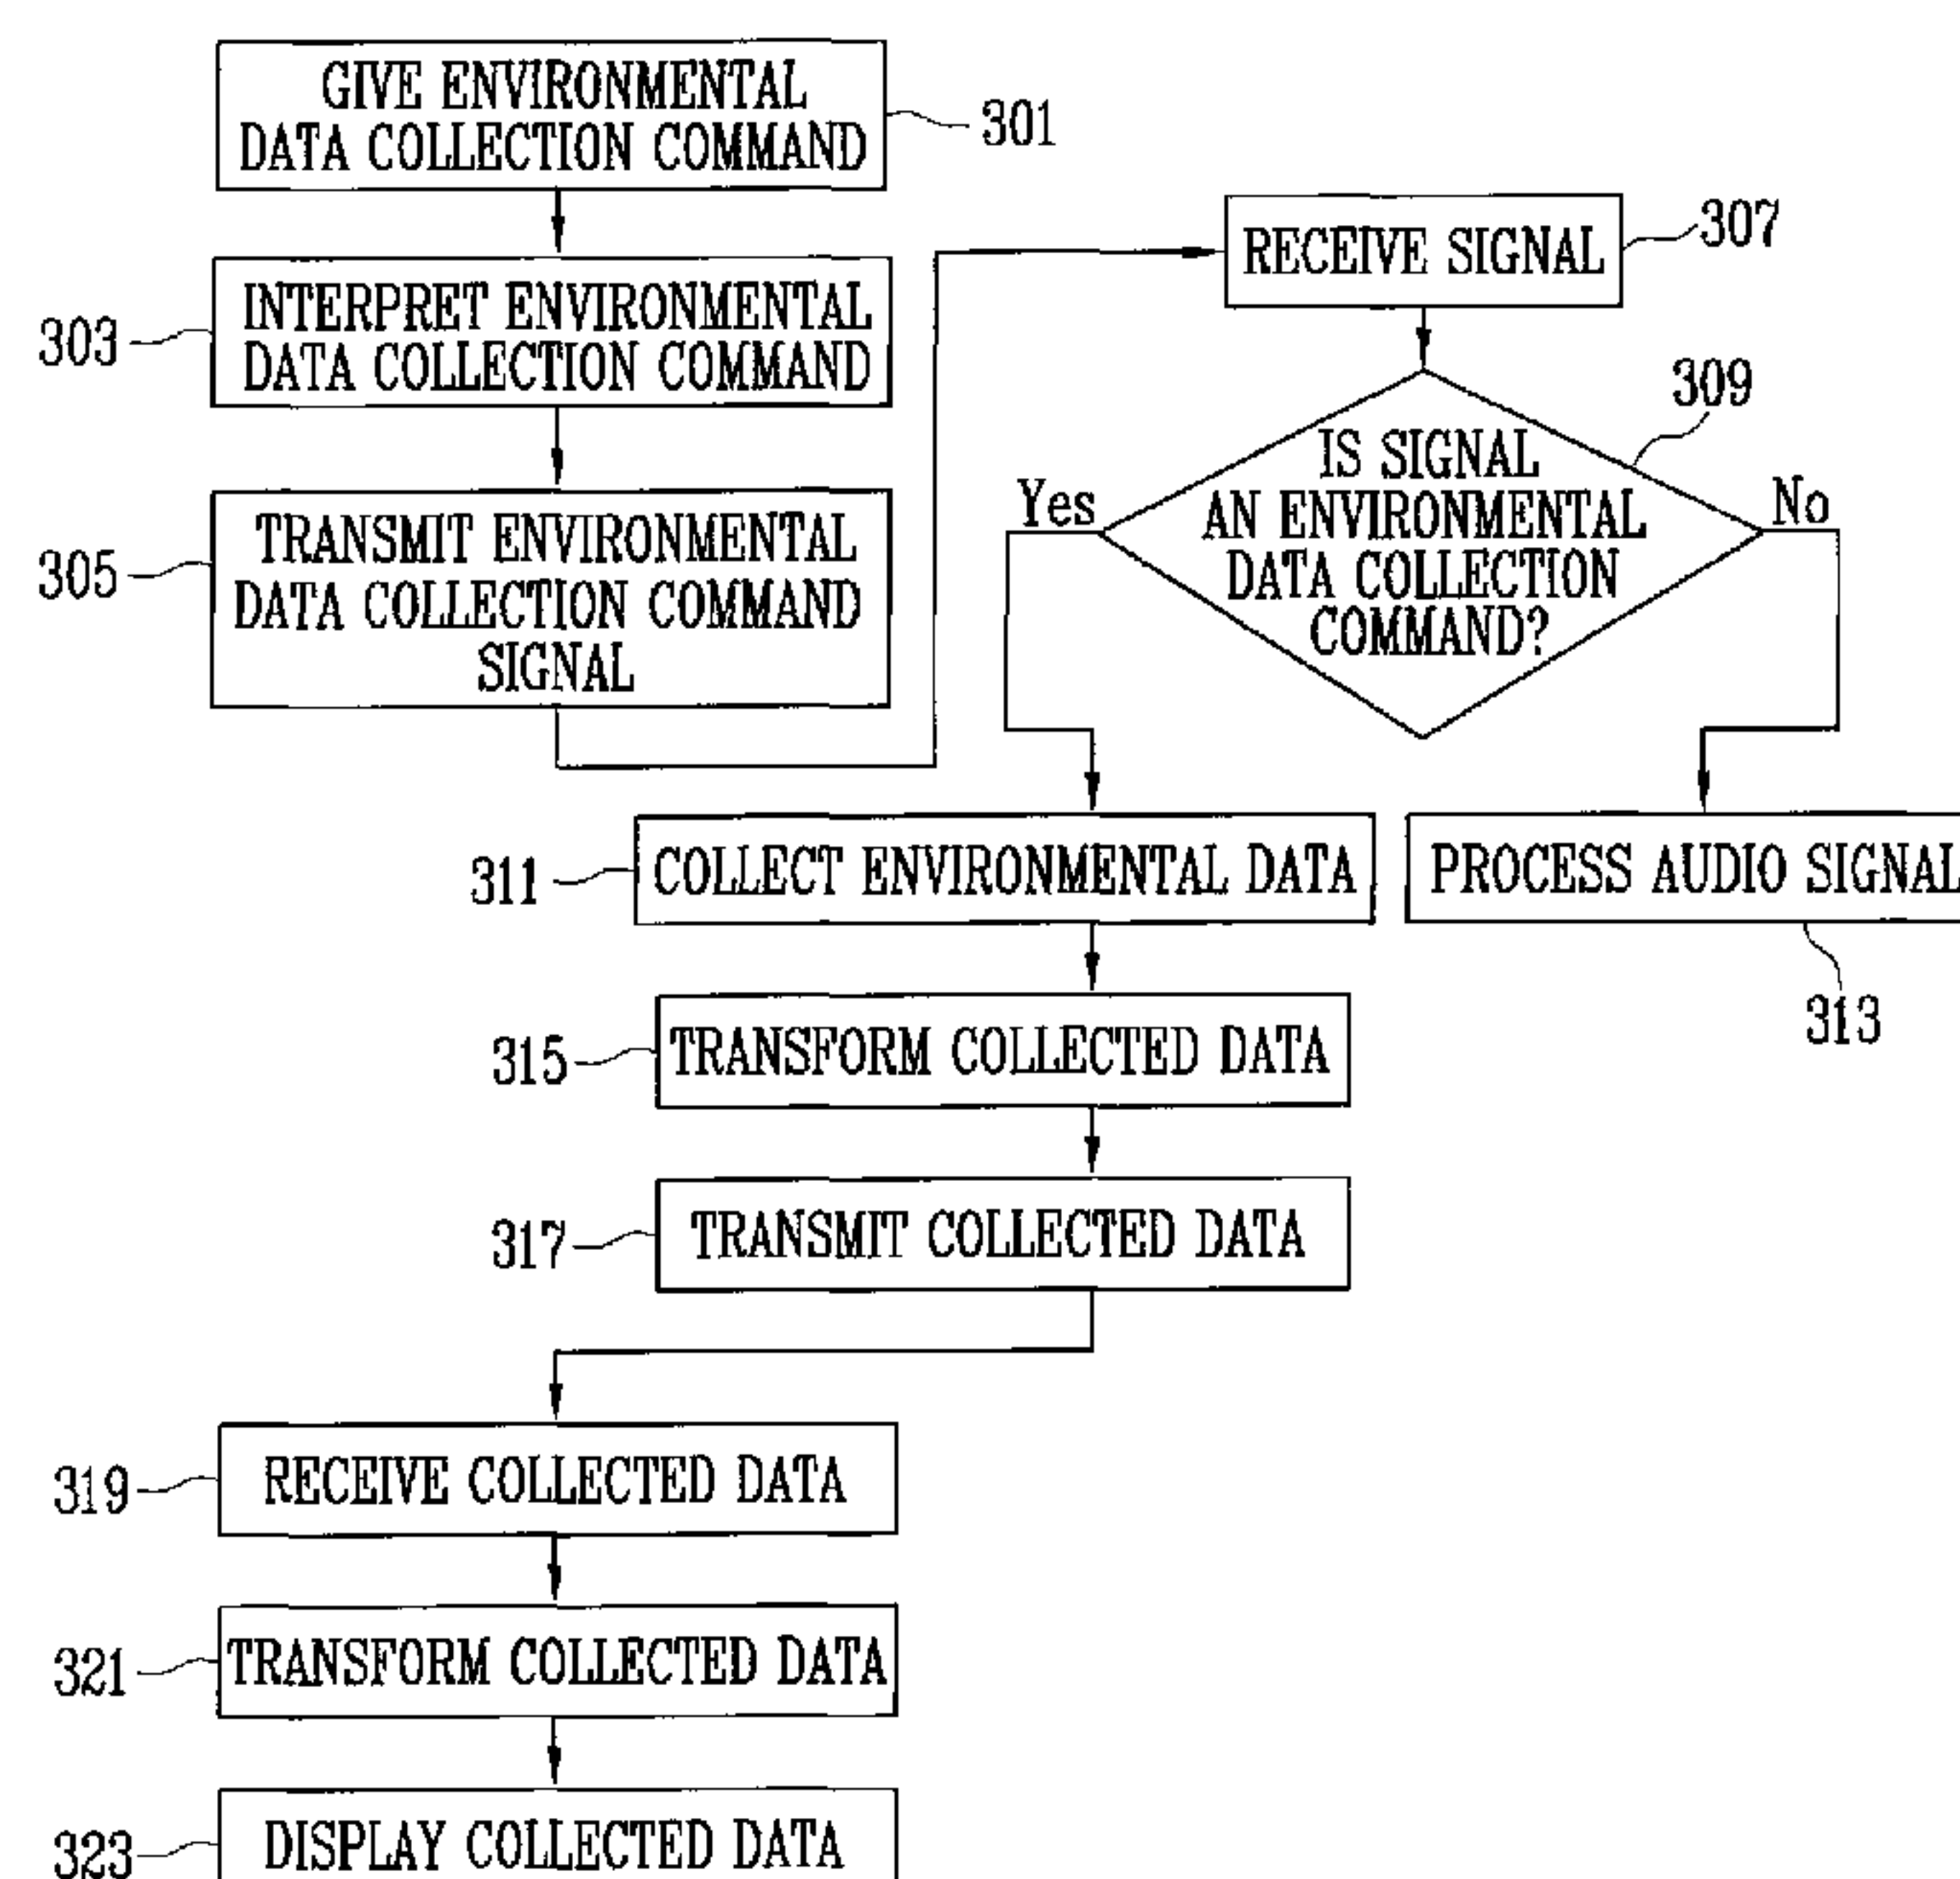 GIVE ENVIRONMENTAL
DATA COLLECTION COMMAND
301
303
INTERPRET ENVIRONMENTAL
DATA COLLECTION COMMAND
305
TRANSMIT ENVIRONMENTAL
DATA COLLECTION COMMAND
SIGNAL
RECEIVE SIGNAL
307
309
IS SIGNAL
AN ENVIRONMENTAL
DATA COLLECTION
COMMAND?
Yes
No
311
COLLECT ENVIRONMENTAL DATA
PROCESS AUDIO SIGNAL
313
315
TRANSFORM COLLECTED DATA
317
TRANSMIT COLLECTED DATA
319
RECEIVE COLLECTED DATA
321
TRANSFORM COLLECTED DATA
323
DISPLAY COLLECTED DATA